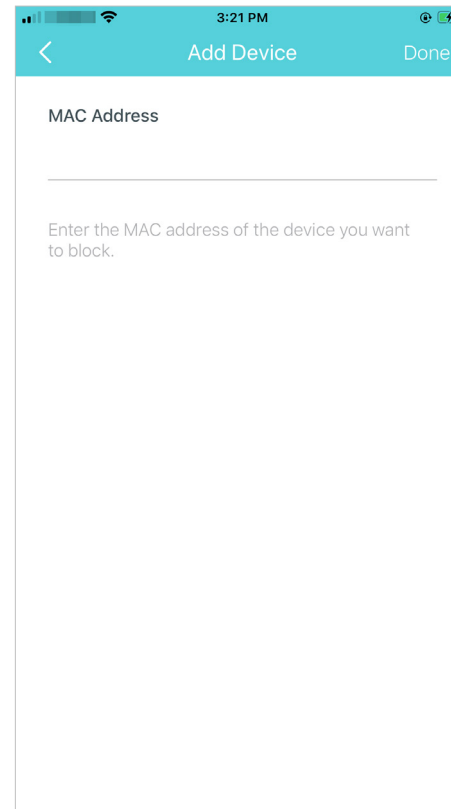 3:21 PM
Add Device
Done
MAC Address
Enter the MAC address of the device you want
to block.